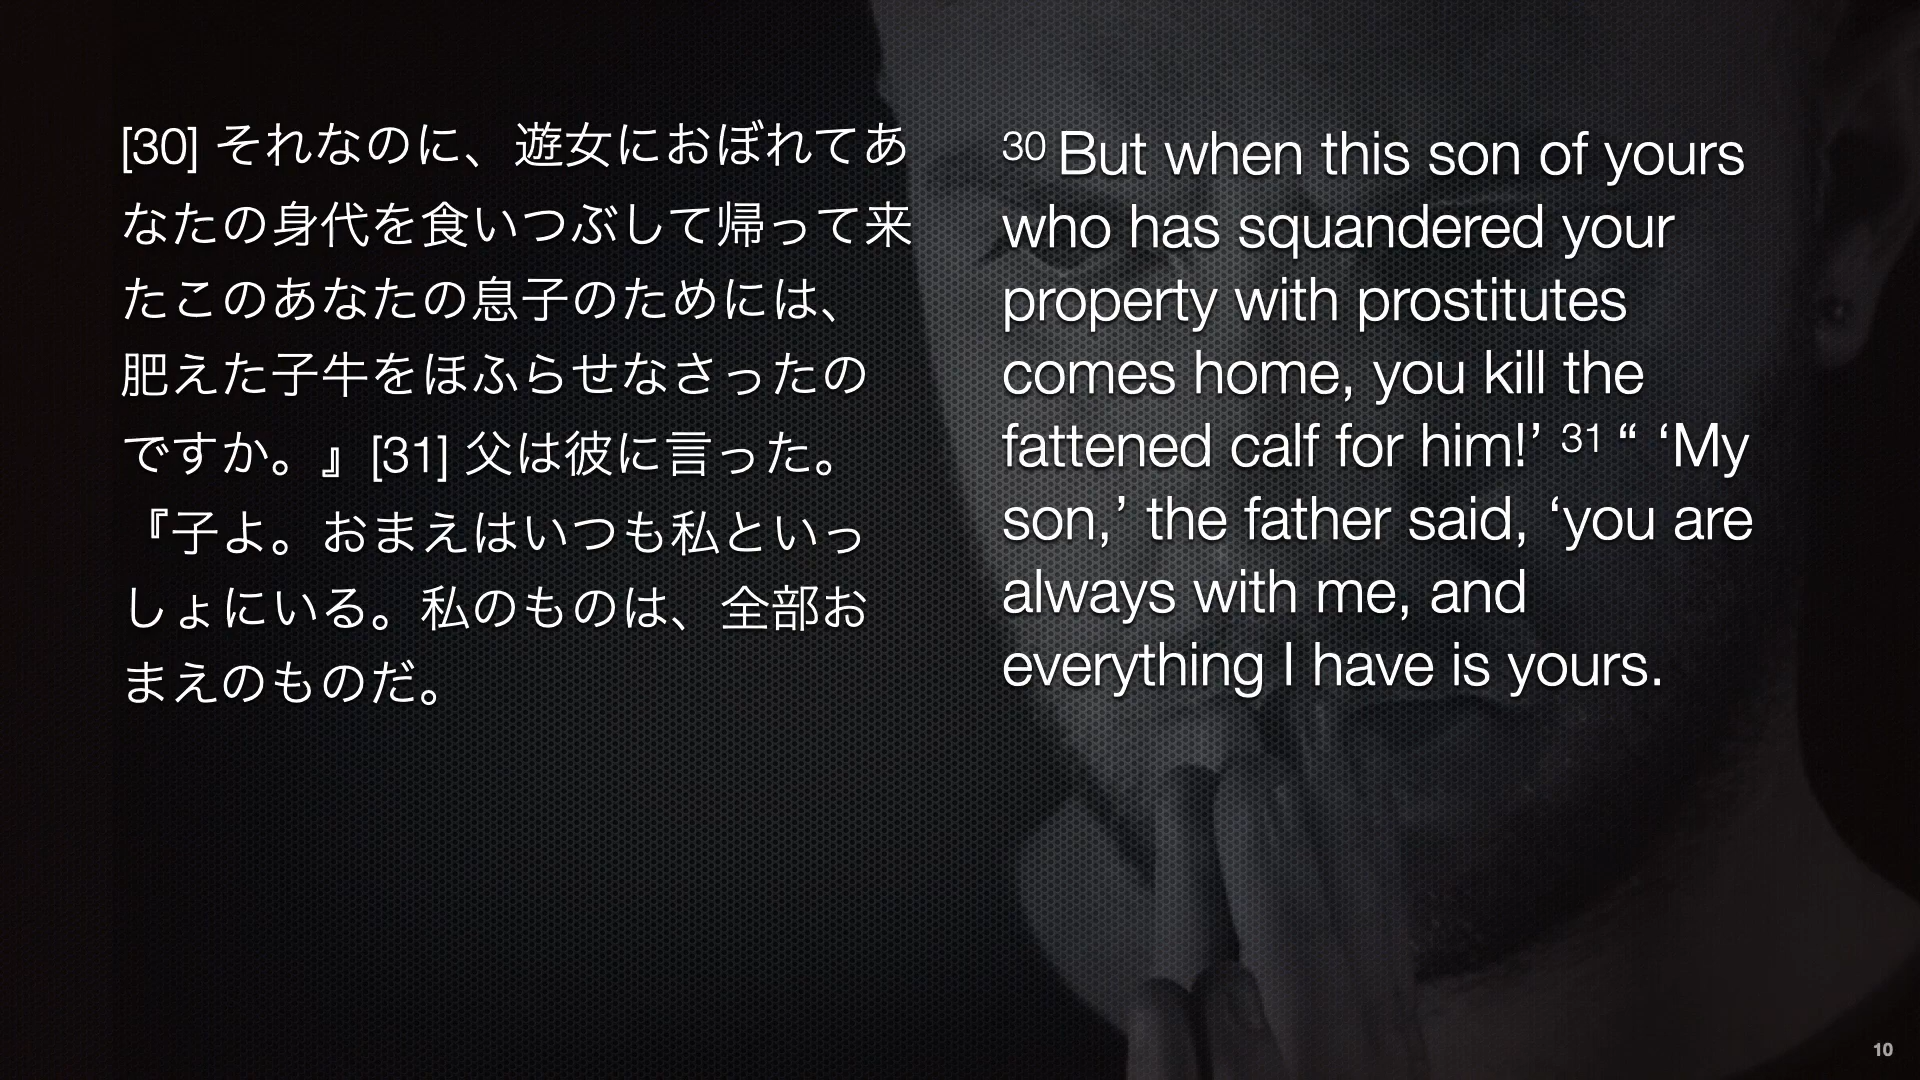 [30] それなのに、遊女におぼれてあ
なたの身代を食いつぶして帰って来
たこのあなたの息子のためには、
肥えた子牛をほふらせなさったの
ですか。』[31] 父は彼に言った。
『子よ。おまえはいつも私といっ
しょにいる。私のものは、全部お
まえのものだ。
30 But when this son of yours
who has squandered your
property with prostitutes
comes home, you kill the
fattened calf for him!’ 31 “ ‘My
son,’ the father said, ‘you are
always with me, and
everything I have is yours.
10